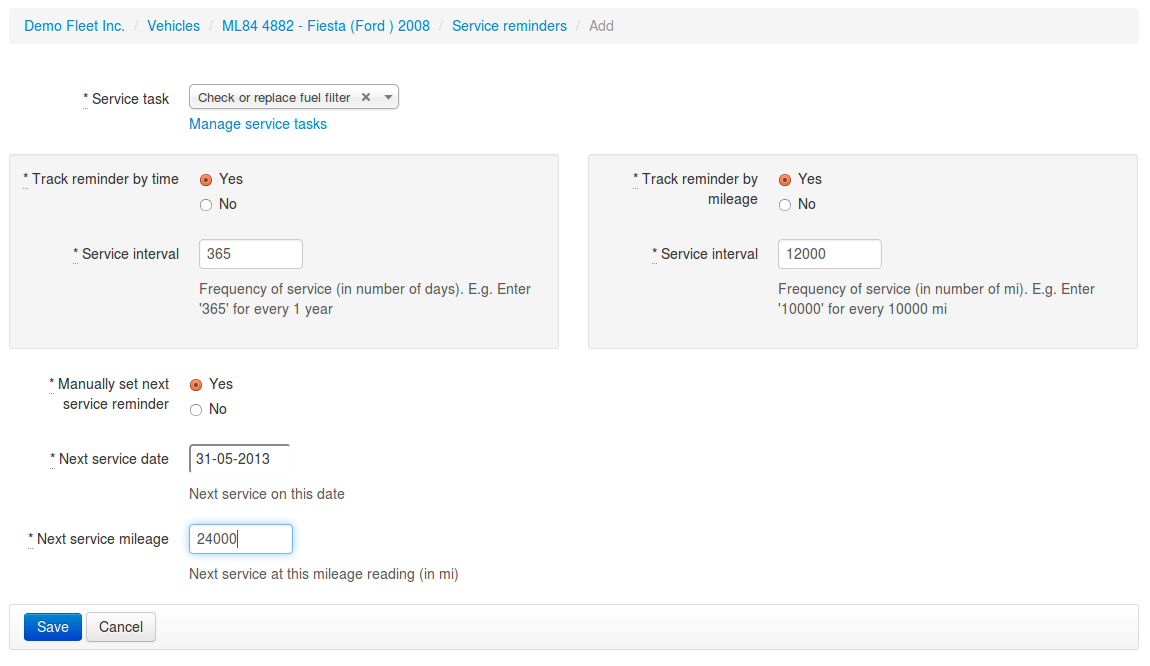 Demo Fleet Inc. / Vehicles / ML84 4882 - Fiesta (Ford ) 2008 / Service reminders / Add
* Service task
Check or replace fuel filter ×
Manage service tasks
* Track reminder by time
Yes
No
* Service interval
365
Frequency of service (in number of days). E.g. Enter
'365' for every 1 year
* Track reminder by
mileage
Yes
No
* Service interval
12000
Frequency of service (in number of mi). E.g. Enter
'10000' for every 10000 mi
* Manually set next
service reminder
Yes
No
* Next service date
31-05-2013
Next service on this date
* Next service mileage
24000
Next service at this mileage reading (in mi)
Save
Cancel